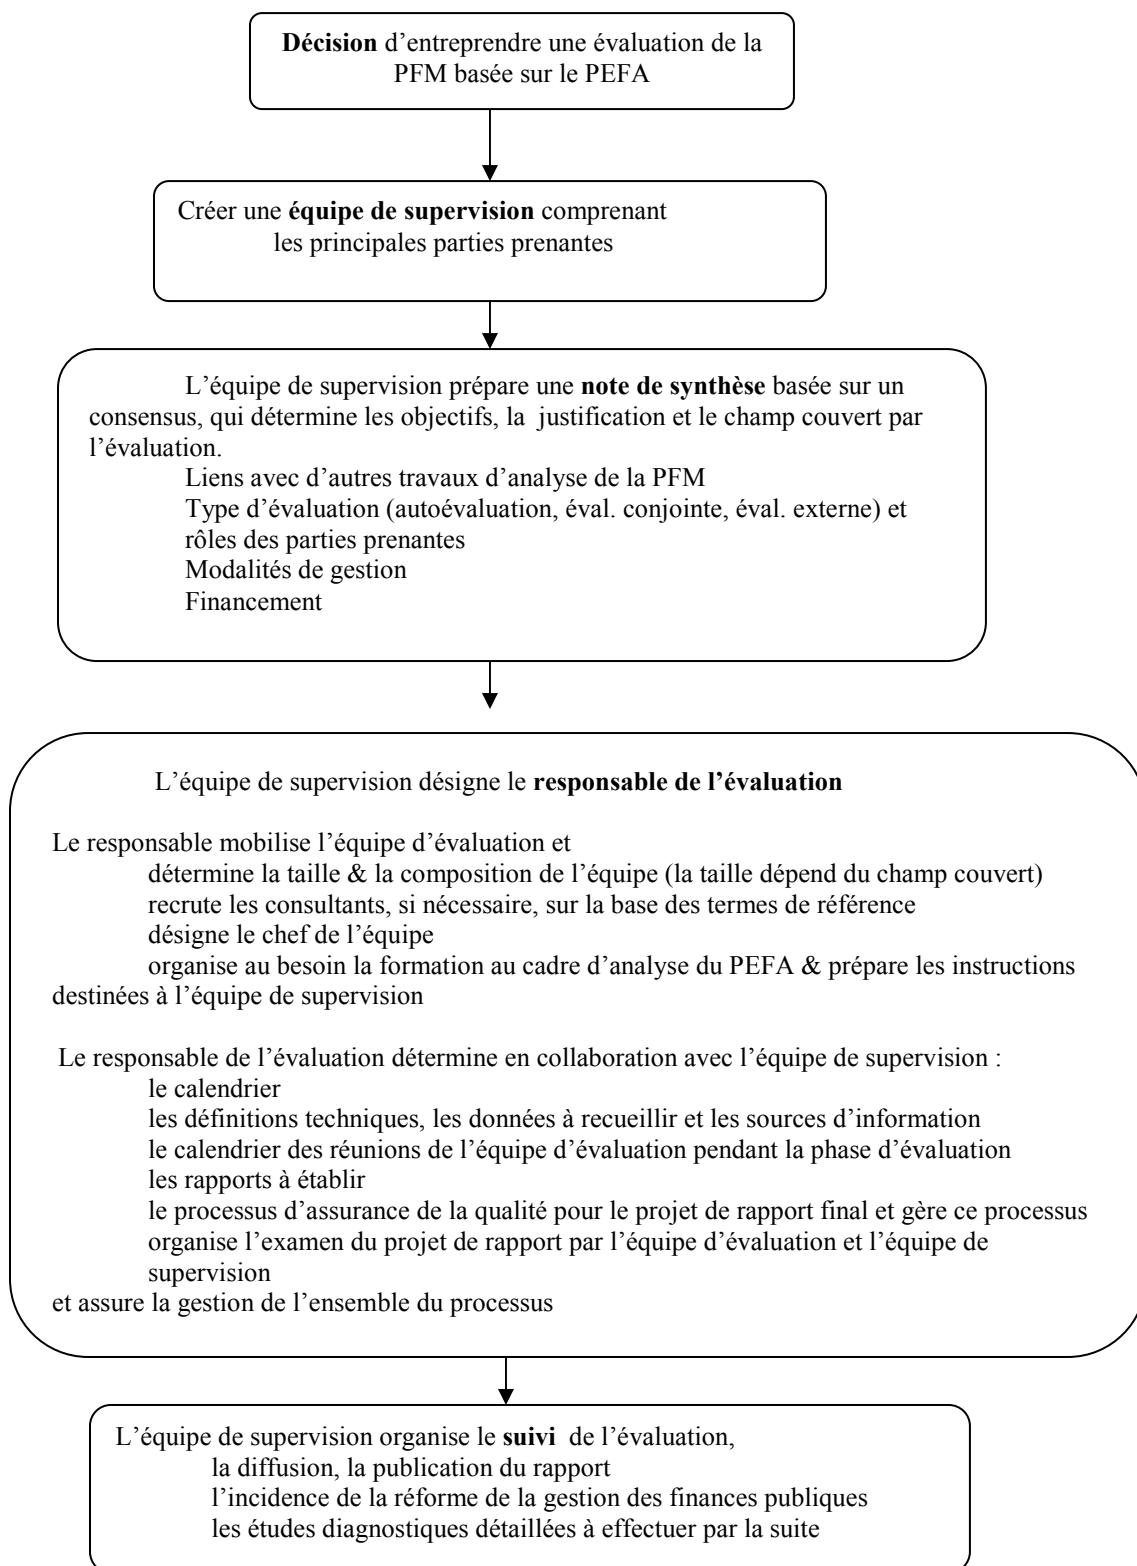 Décision d’entreprendre une évaluation de la
PFM basée sur le PEFA
Créer une équipe de supervision comprenant
les principales parties prenantes
L’équipe de supervision prépare une note de synthèse basée sur un
consensus, qui détermine les objectifs, la justification et le champ couvert par
l’évaluation.
Liens avec d’autres travaux d’analyse de la PFM
Type d’évaluation (autoévaluation, éval. conjointe, éval. externe) et
rôles des parties prenantes
Modalités de gestion
Financement
L’équipe de supervision désigne le responsable de l’évaluation
Le responsable mobilise l’équipe d’évaluation et
détermine la taille & la composition de l’équipe (la taille dépend du champ couvert)
recrute les consultants, si nécessaire, sur la base des termes de référence
désigne le chef de l’équipe
organise au besoin la formation au cadre d’analyse du PEFA & prépare les instructions
destinées à l’équipe de supervision
Le responsable de l’évaluation détermine en collaboration avec l’équipe de supervision :
le calendrier
les définitions techniques, les données à recueillir et les sources d’information
le calendrier des réunions de l’équipe d’évaluation pendant la phase d’évaluation
les rapports à établir
le processus d’assurance de la qualité pour le projet de rapport final et gère ce processus
organise l’examen du projet de rapport par l’équipe d’évaluation et l’équipe de
supervision
et assure la gestion de l’ensemble du processus
L’équipe de supervision organise le suivi de l’évaluation,
la diffusion, la publication du rapport
l’incidence de la réforme de la gestion des finances publiques
les études diagnostiques détaillées à effectuer par la suite